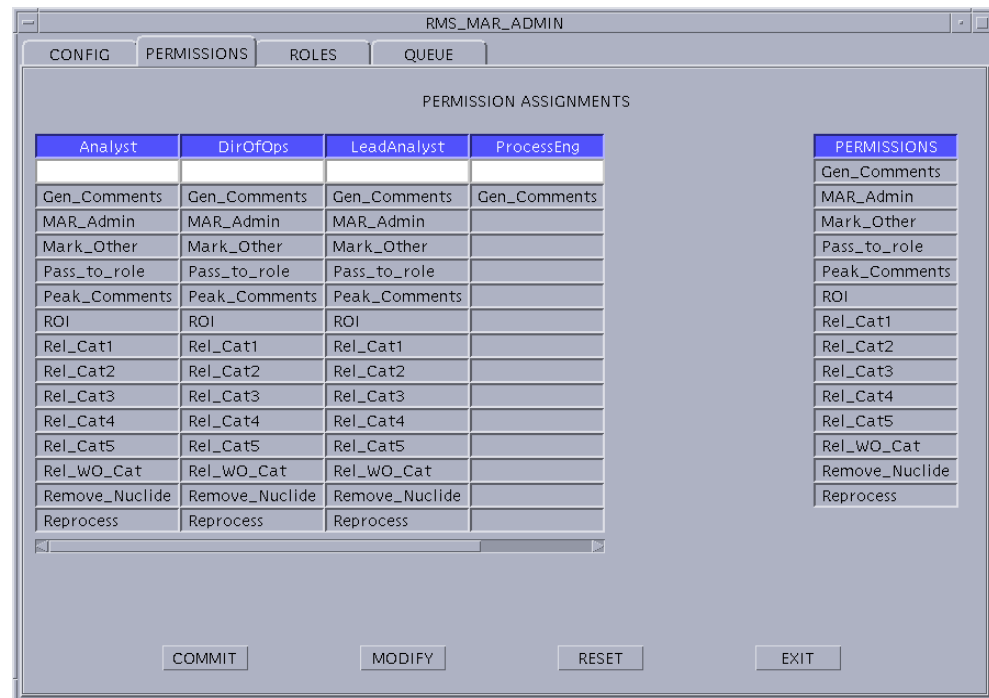 RMS_MAR_ADMIN
CONFIG PERMISSIONS ROLES QUEUE
PERMISSION ASSIGNMENTS
Analyst DirOfOps LeadAnalyst ProcessEng PERMISSIONS
Gen_Comments
Gen_Comments Gen_Comments Gen_Comments Gen_Comments MAR_Admin
MAR_Admin MAR_Admin MAR_Admin Mark_Other
Mark_Other Mark_Other Mark_Other Pass_to_role
Pass_to_role Pass_to_role Pass_to_role Peak_Comments
Peak_Comments Peak_Comments Peak_Comments ROI
ROI ROI ROI Rel_Cat1
Rel_Cat1 Rel_Cat1 Rel_Cat1 Rel_Cat2
Rel_Cat2 Rel_Cat2 Rel_Cat2 Rel_Cat3
Rel_Cat3 Rel_Cat3 Rel_Cat3 Rel_Cat4
Rel_Cat4 Rel_Cat4 Rel_Cat4 Rel_Cat5
Rel_Cat5 Rel_Cat5 Rel_Cat5 Rel_WO_Cat
Rel_WO_Cat Rel_WO_Cat Rel_WO_Cat Remove_Nuclide
Remove_Nuclide Remove_Nuclide Remove_Nuclide Reprocess
Reprocess Reprocess Reprocess
COMMIT MODIFY RESET EXIT